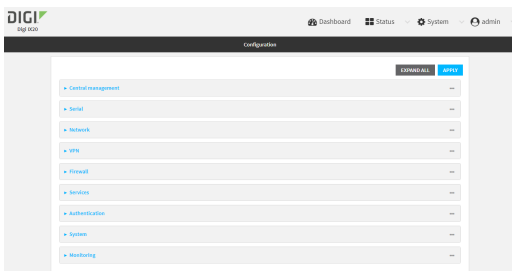 DIGI
Digi IX20
Dashboard Status System admin
Configuration
EXPAND ALL APPLY
Central management
Serial
Network
VPN
Firewall
Services
Authentication
System
Monitoring